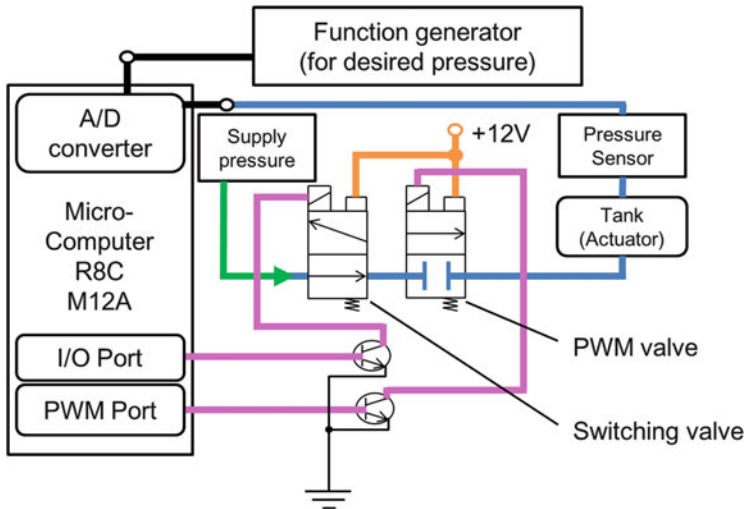 Function generator
(for desired pressure)
A/D
converter
Supply
pressure
+12V
Pressure
Sensor
Tank
(Actuator)
Micro-
Computer
R8C
M12A
I/O Port
PWM Port
PWM valve
Switching valve